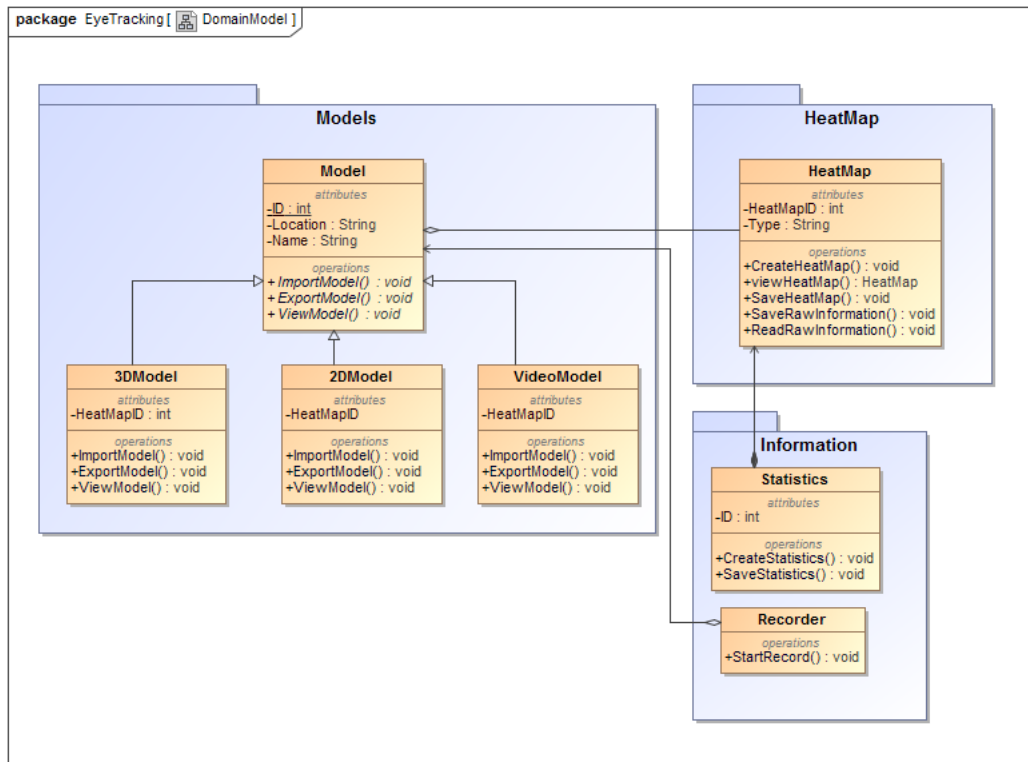 package EyeTracking [ DomainModel ]
Models
Model
attributes
-ID : int
-Location : String
-Name : String
operations
+ImportModel() : void
+ExportModel() : void
+ViewModel() : void
3DModel
attributes
-HeatMapID : int
operations
+ImportModel() : void
+ExportModel() : void
+ViewModel() : void
2DModel
attributes
-HeatMapID
operations
+ImportModel() : void
+ExportModel() : void
+ViewModel() : void
VideoModel
attributes
-HeatMapID
operations
+ImportModel() : void
+ExportModel() : void
+ViewModel() : void
HeatMap
HeatMap
attributes
-HeatMapID : int
-Type : String
operations
+CreateHeatMap() : void
+viewHeatMap() : HeatMap
+SaveHeatMap() : void
+SaveRawInformation() : void
+ReadRawInformation() : void
Information
Statistics
attributes
-ID : int
operations
+CreateStatistics() : void
+SaveStatistics() : void
Recorder
operations
+StartRecord() : void